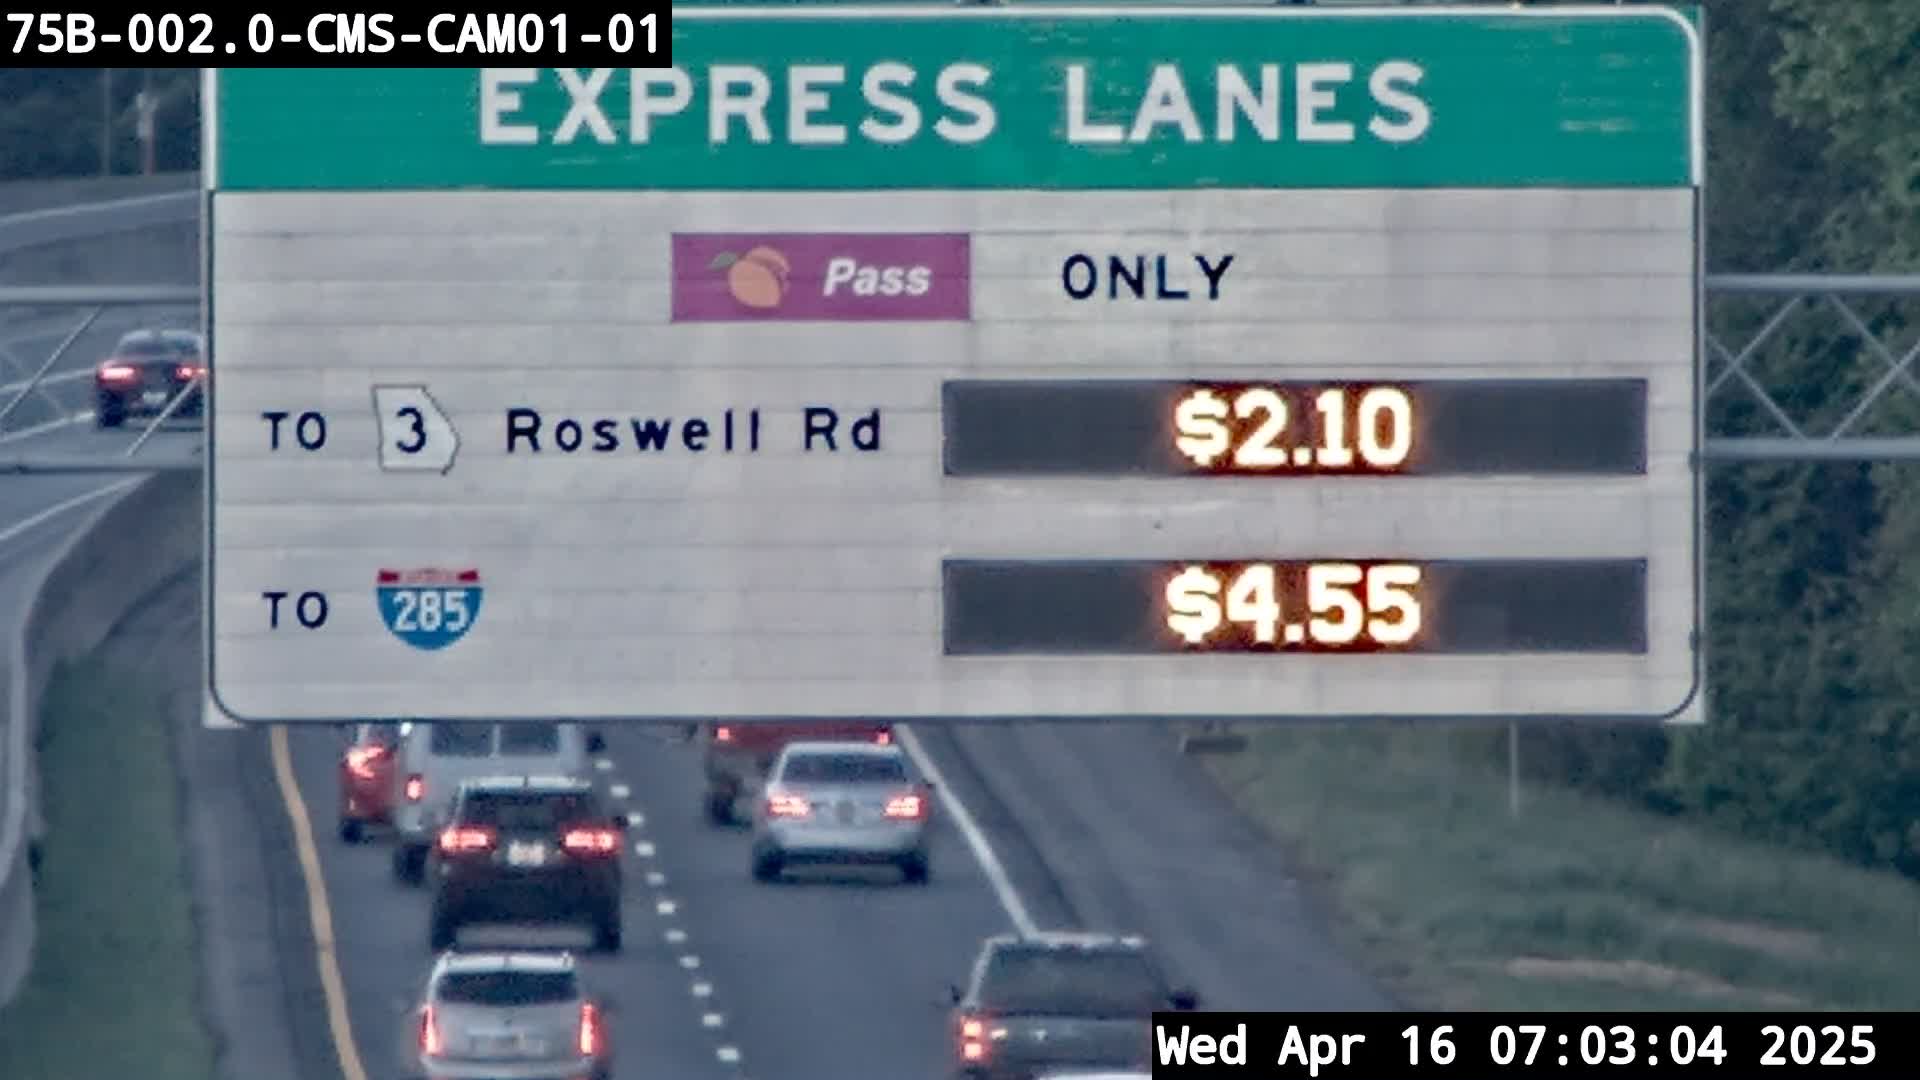 75B-002.0-CMS-CAM01-01
EXPRESS LANES
Pass ONLY
TO 3 Roswell Rd $2.10
TO 285 $4.55
Wed Apr 16 07:03:04 2025